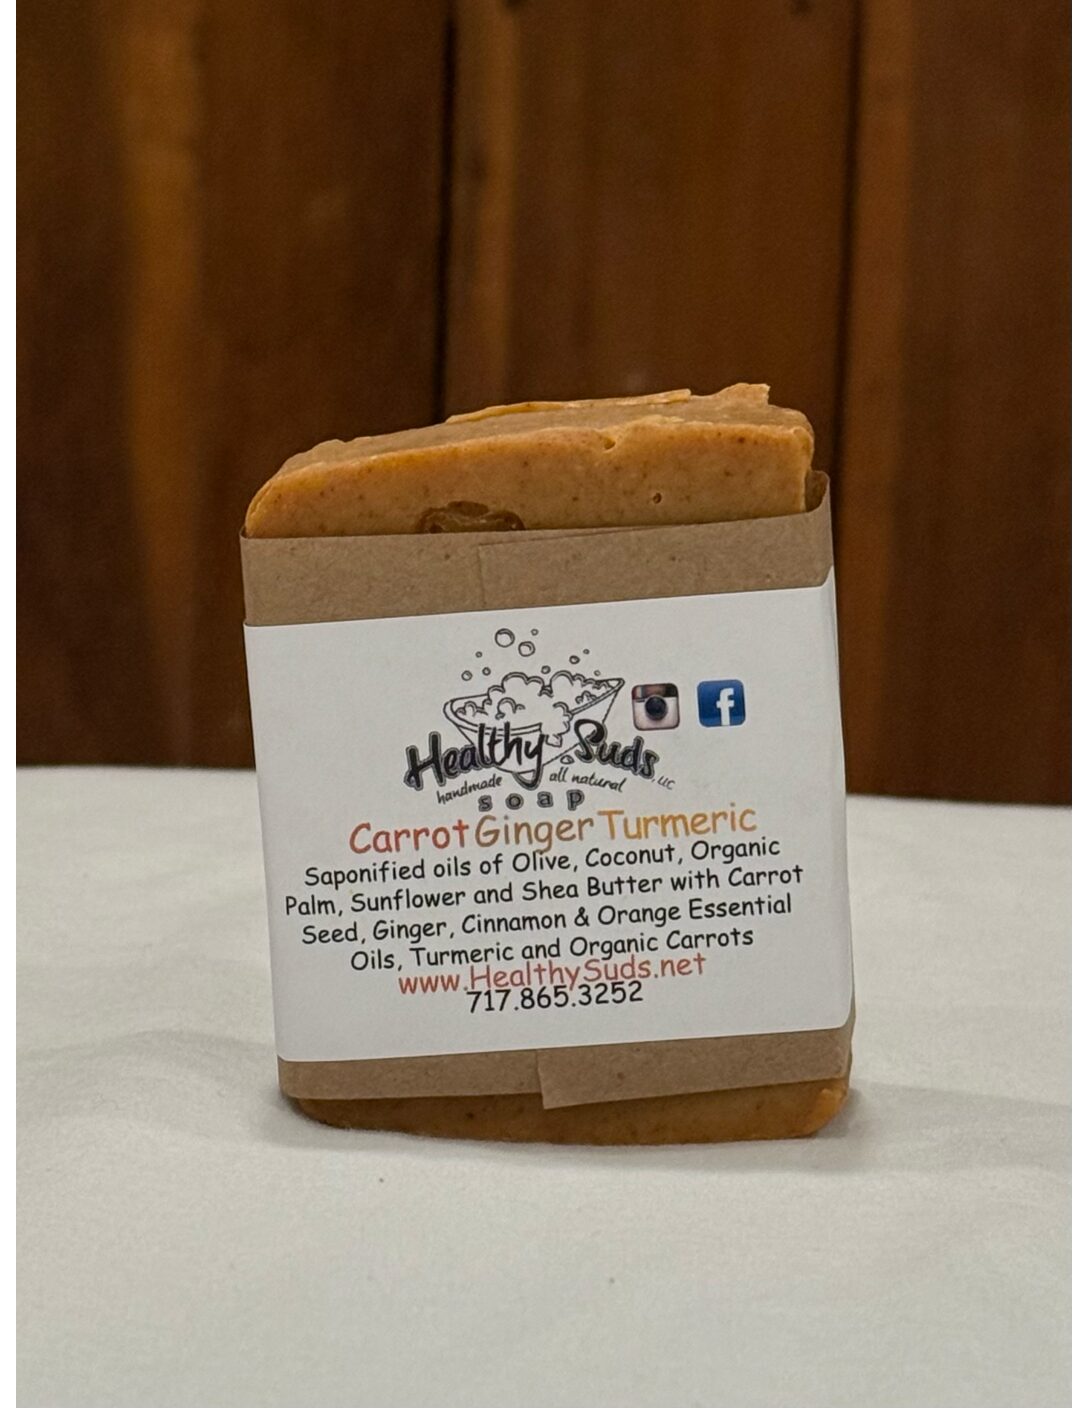 Healthy Suds, LLC
handmade all natural
soap
Carrot Ginger Turmeric
Saponified oils of Olive, Coconut, Organic
Palm, Sunflower and Shea Butter with Carrot
Seed, Ginger, Cinnamon & Orange Essential
Oils, Turmeric and Organic Carrots
www.HealthySuds.net
717.865.3252